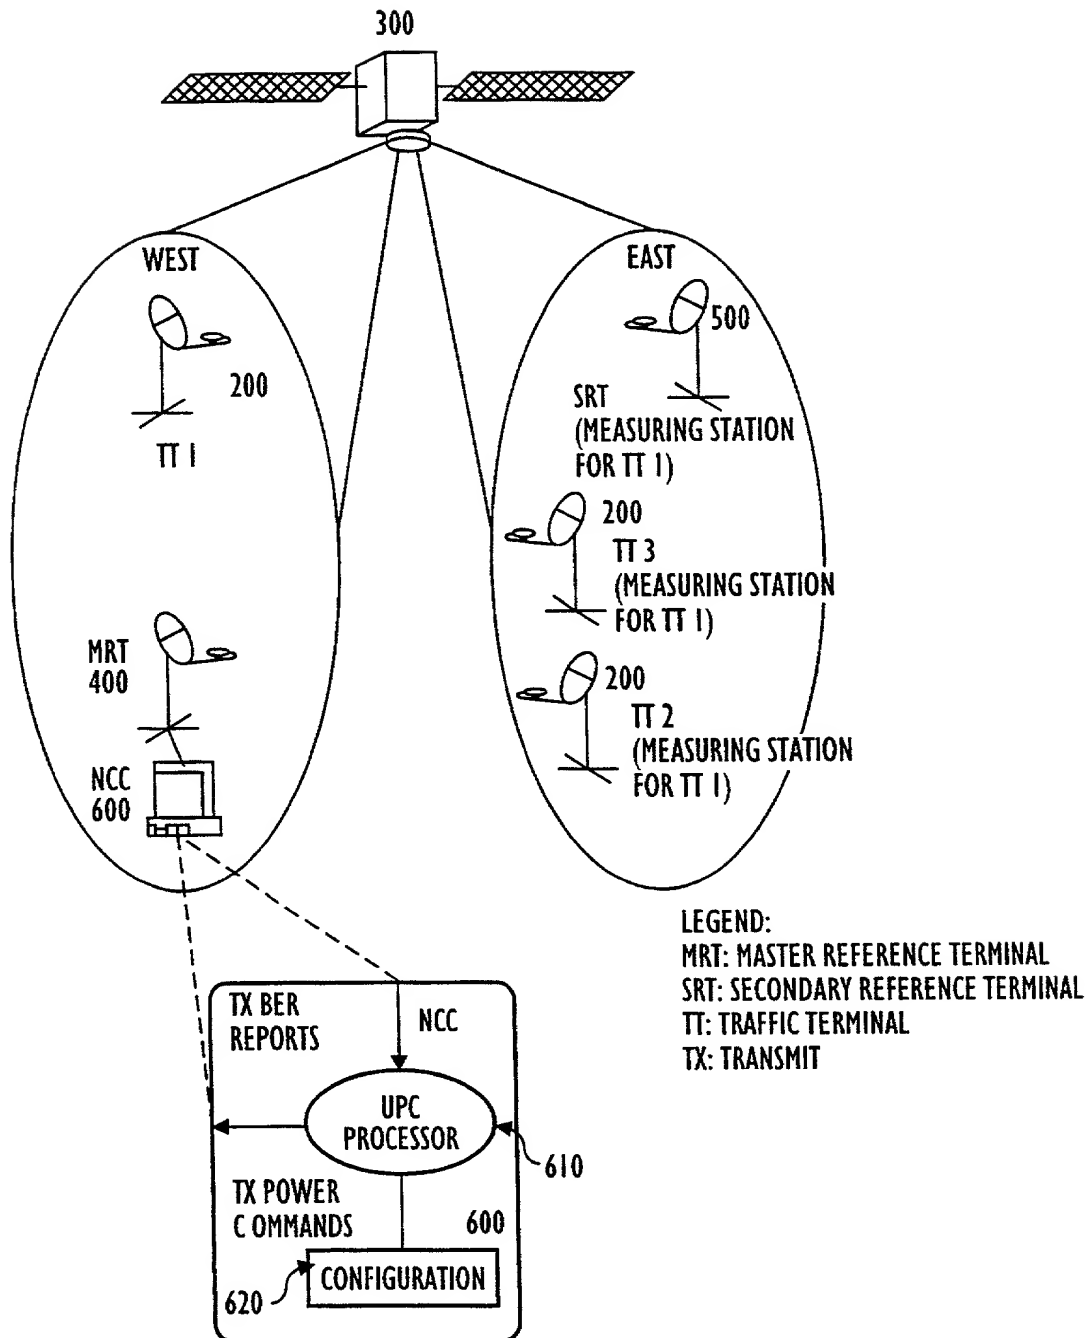 300
WEST
EAST
500
200
TT 1
SRT
(MEASURING STATION
FOR TT 1)
200
TT 3
(MEASURING STATION
FOR TT 1)
MRT
400
200
TT 2
(MEASURING STATION
FOR TT 1)
NCC
600
LEGEND:
MRT: MASTER REFERENCE TERMINAL
SRT: SECONDARY REFERENCE TERMINAL
TT: TRAFFIC TERMINAL
TX: TRANSMIT
TX BER
REPORTS
NCC
UPC
PROCESSOR
610
TX POWER
C OMMANDS
600
CONFIGURATION
620